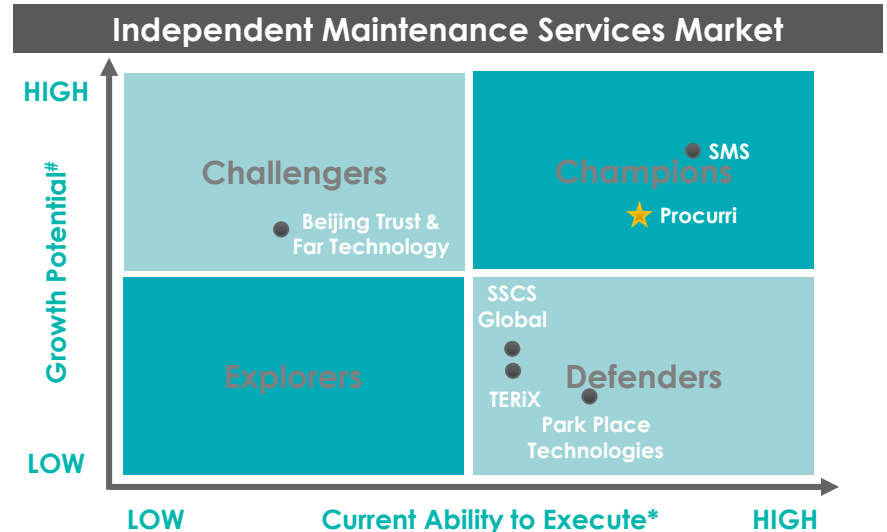 Independent Maintenance Services Market
HIGH
Growth Potential#
LOW
Challengers
Beijing Trust &
Far Technology
Champions
SMS
Procurri
Explorers
SSCS
Global
TERiX
Defenders
Park Place
Technologies
LOW
Current Ability to Execute*
HIGH